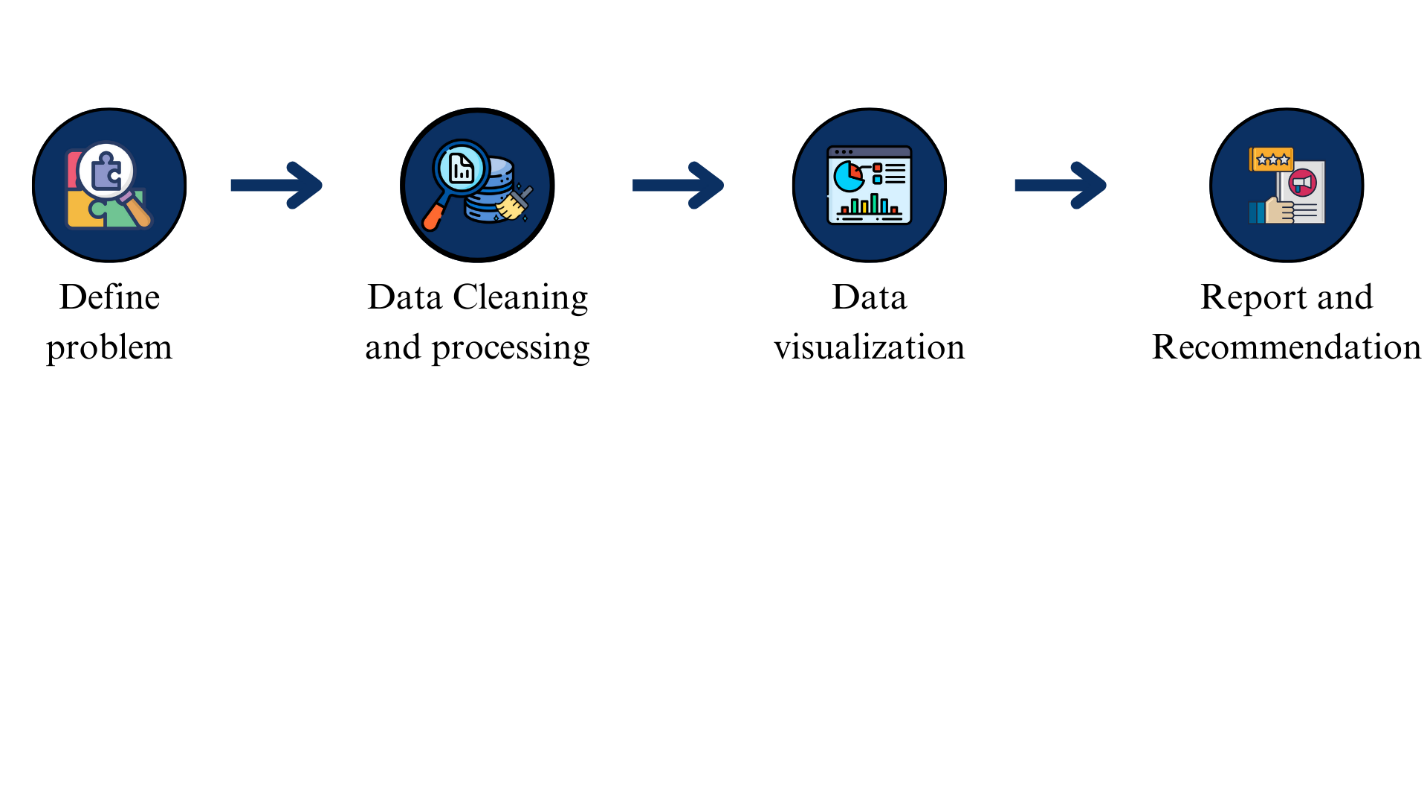 Define
problem
Data Cleaning
and processing
Data
visualization
Report and
Recommendation